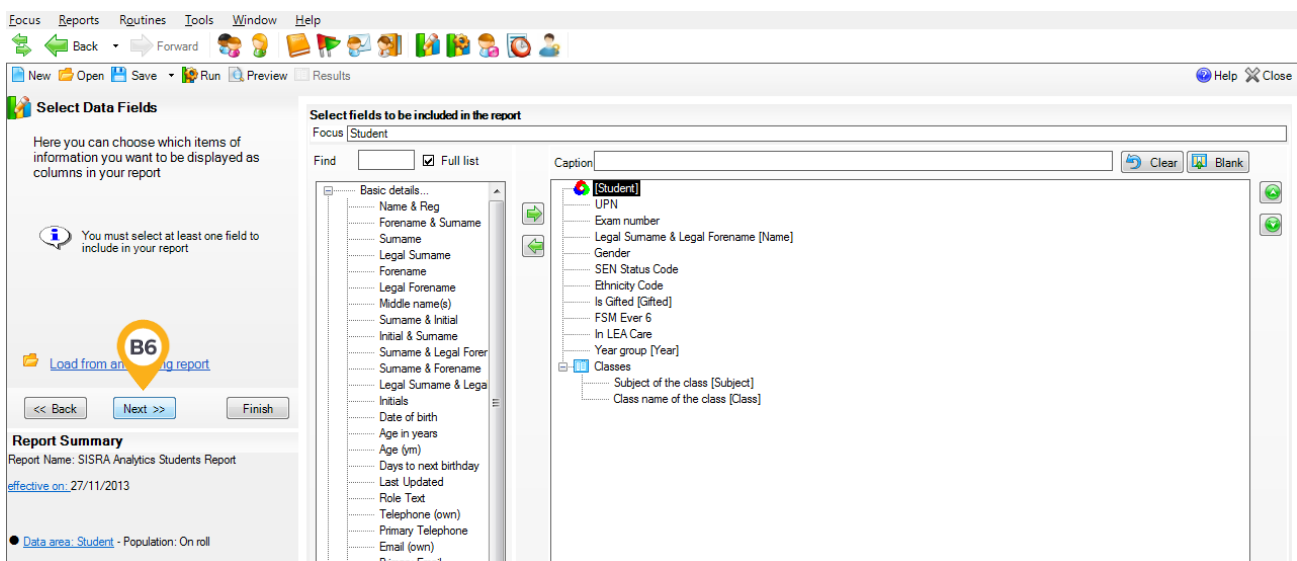 Focus Reports Routines Tools Window Help
Back Forward
New Open Save Run Preview Results Help Close
Select Data Fields
Here you can choose which items of
information you want to be displayed as
columns in your report
You must select at least one field to
include in your report
B6
Load from an g report
<< Back Next >> Finish
Report Summary
Report Name: SISRA Analytics Students Report
effective on: 27/11/2013
Data area: Student - Population: On roll
Select fields to be included in the report
Focus Student
Find Full list
Caption Clear Blank
Basic details...
Name & Reg
Forename & Surname
Surname
Legal Surname
Forename
Legal Forename
Middle name(s)
Surname & Initial
Initial & Surname
Surname & Legal Forer
Surname & Forename
Legal Surname & Lega
Initials
Date of birth
Age in years
Age (ym)
Days to next birthday
Last Updated
Role Text
Telephone (own)
Primary Telephone
Email (own)
[Student]
UPN
Exam number
Legal Surname & Legal Forename [Name]
Gender
SEN Status Code
Ethnicity Code
Is Gifted [Gifted]
FSM Ever 6
In LEA Care
Year group [Year]
Classes
Subject of the class [Subject]
Class name of the class [Class]